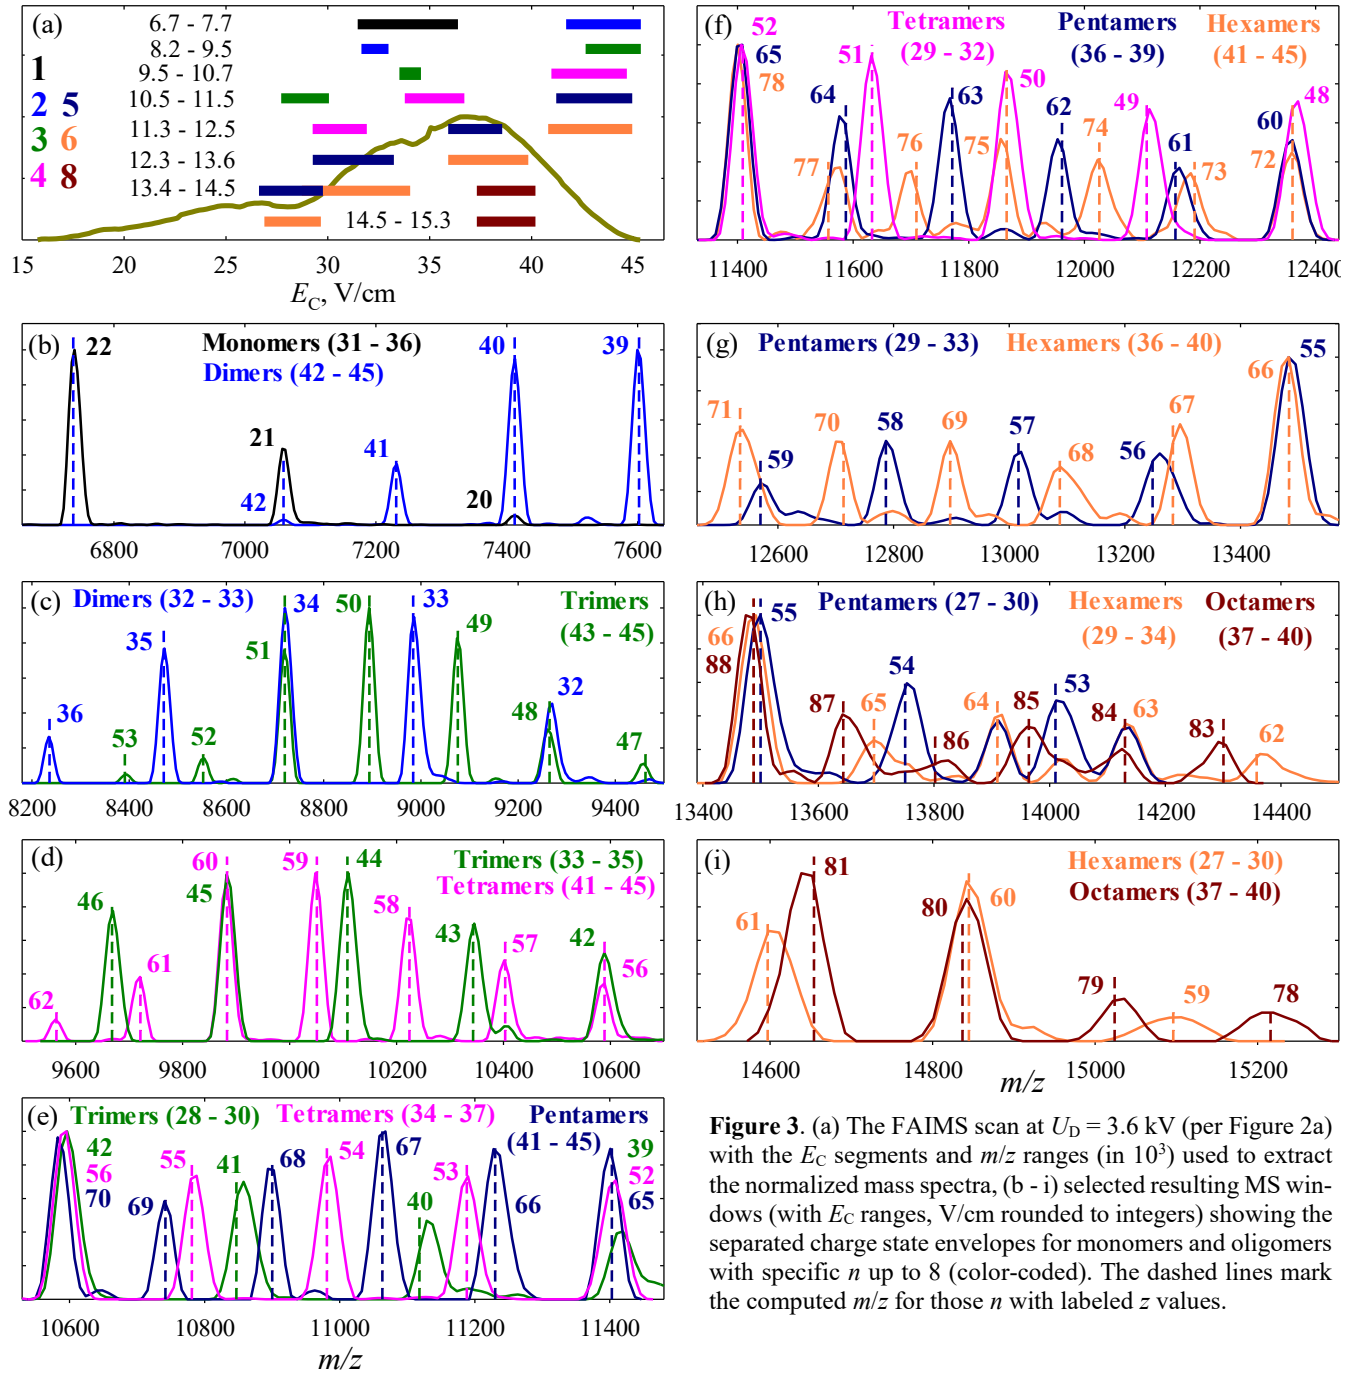 (a)
6.7 - 7.7
8.2 - 9.5
9.5 - 10.7
10.5 - 11.5
11.3 - 12.5
12.3 - 13.6
13.4 - 14.5
14.5 - 15.3
1
2 5
3 6
4 8
15 20 25 30 35 40 45
E_C, V/cm
(b)
Monomers (31 - 36)
Dimers (42 - 45)
22 40 39
21 41
42 20
6800 7000 7200 7400 7600
(c)
Dimers (32 - 33)
Trimers
(43 - 45)
34 50 33
35 51 49
36 53 52 48 32 47
8200 8400 8600 8800 9000 9200 9400
(d)
Trimers (33 - 35)
Tetramers (41 - 45)
60 59 44
46 45 58 43 42
62 61 57 56
9600 9800 10000 10200 10400 10600
(e)
Trimers (28 - 30)
Tetramers (34 - 37)
Pentamers
(41 - 45)
42 55 41 68 54 67 53 39
56 52
70 69 40 66 65
10600 10800 11000 11200 11400
m/z
(f)
Tetramers
(29 - 32)
Pentamers
(36 - 39)
Hexamers
(41 - 45)
52 51
65 50
78 64 63 62 49 48
77 76 75 74 61 73 60
72
11400 11600 11800 12000 12200 12400
(g)
Pentamers (29 - 33)
Hexamers (36 - 40)
55
66
71 70 58 69 57 67
59 68 56
12600 12800 13000 13200 13400
(h)
Pentamers (27 - 30)
Hexamers
(29 - 34)
Octamers
(37 - 40)
55
66 54 53
88 87 65 64 85 84 63 83 62
86
13400 13600 13800 14000 14200 14400
(i)
Hexamers (27 - 30)
Octamers (37 - 40)
81
61 80 60
79 59 78
14600 14800 15000 15200
m/z
Figure 3. (a) The FAIMS scan at U_D = 3.6 kV (per Figure 2a)
with the E_C segments and m/z ranges (in 10³) used to extract
the normalized mass spectra, (b - i) selected resulting MS win-
dows (with E_C ranges, V/cm rounded to integers) showing the
separated charge state envelopes for monomers and oligomers
with specific n up to 8 (color-coded). The dashed lines mark
the computed m/z for those n with labeled z values.